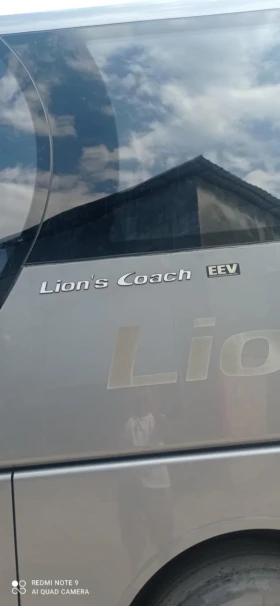 Lion's Coach EEV
Lio
REDMI NOTE 9
AI QUAD CAMERA